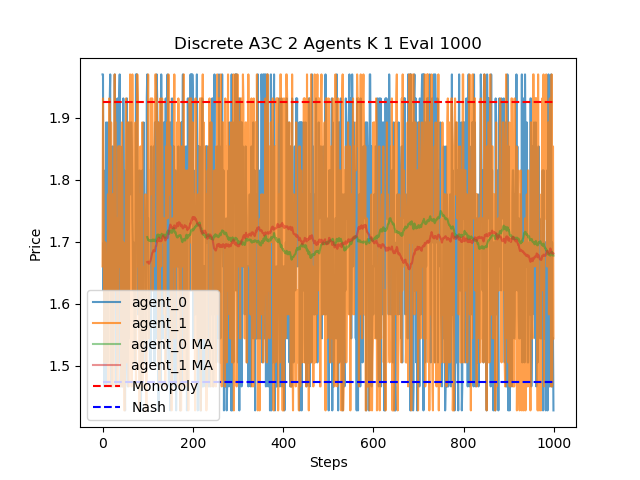 Discrete A3C 2 Agents K 1 Eval 1000
Price
1.9
1.8
1.7
1.6
1.5
agent_0
agent_1
agent_0 MA
agent_1 MA
Monopoly
Nash
0 200 400 600 800 1000
Steps